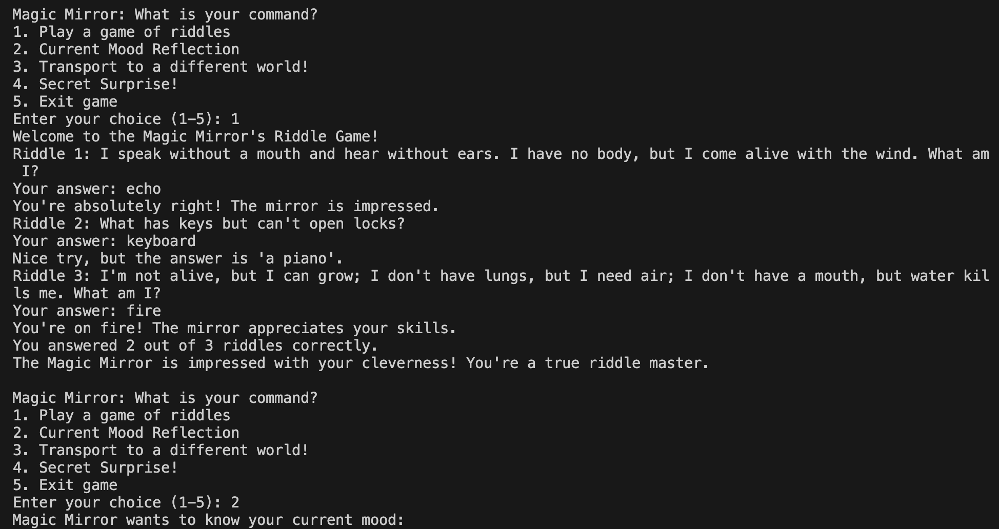 Magic Mirror: What is your command?
1. Play a game of riddles
2. Current Mood Reflection
3. Transport to a different world!
4. Secret Surprise!
5. Exit game
Enter your choice (1-5): 1
Welcome to the Magic Mirror's Riddle Game!
Riddle 1: I speak without a mouth and hear without ears. I have no body, but I come alive with the wind. What am
 I?
Your answer: echo
You're absolutely right! The mirror is impressed.
Riddle 2: What has keys but can't open locks?
Your answer: keyboard
Nice try, but the answer is 'a piano'.
Riddle 3: I'm not alive, but I can grow; I don't have lungs, but I need air; I don't have a mouth, but water kil
ls me. What am I?
Your answer: fire
You're on fire! The mirror appreciates your skills.
You answered 2 out of 3 riddles correctly.
The Magic Mirror is impressed with your cleverness! You're a true riddle master.

Magic Mirror: What is your command?
1. Play a game of riddles
2. Current Mood Reflection
3. Transport to a different world!
4. Secret Surprise!
5. Exit game
Enter your choice (1-5): 2
Magic Mirror wants to know your current mood: